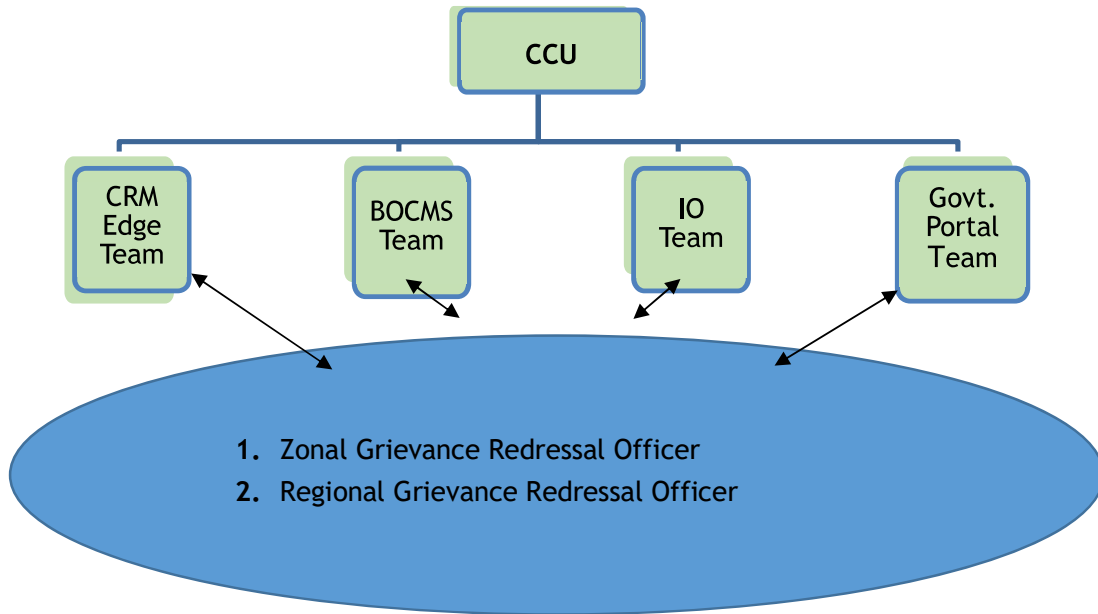 CCU
CRM
Edge
Team
BOCMS
Team
IO
Team
Govt.
Portal
Team
1. Zonal Grievance Redressal Officer
2. Regional Grievance Redressal Officer